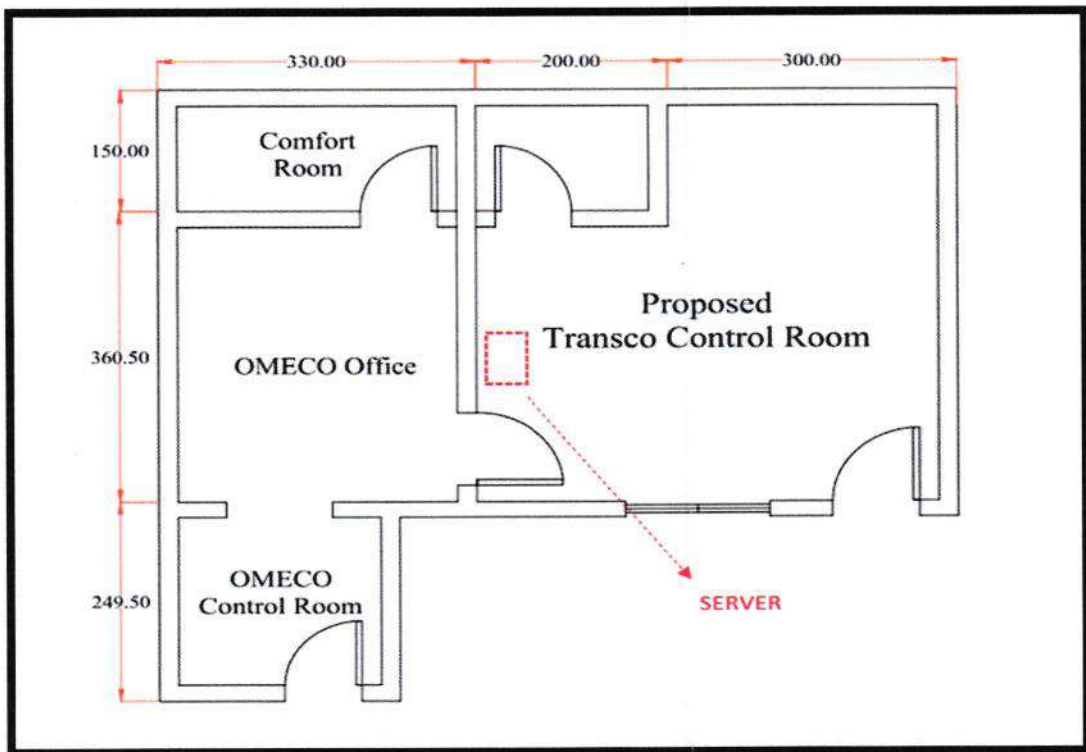 330.00
200.00
300.00
150.00
Comfort
Room
Proposed
Transco Control Room
360.50
OMECO Office
OMECO
Control Room
249.50
SERVER